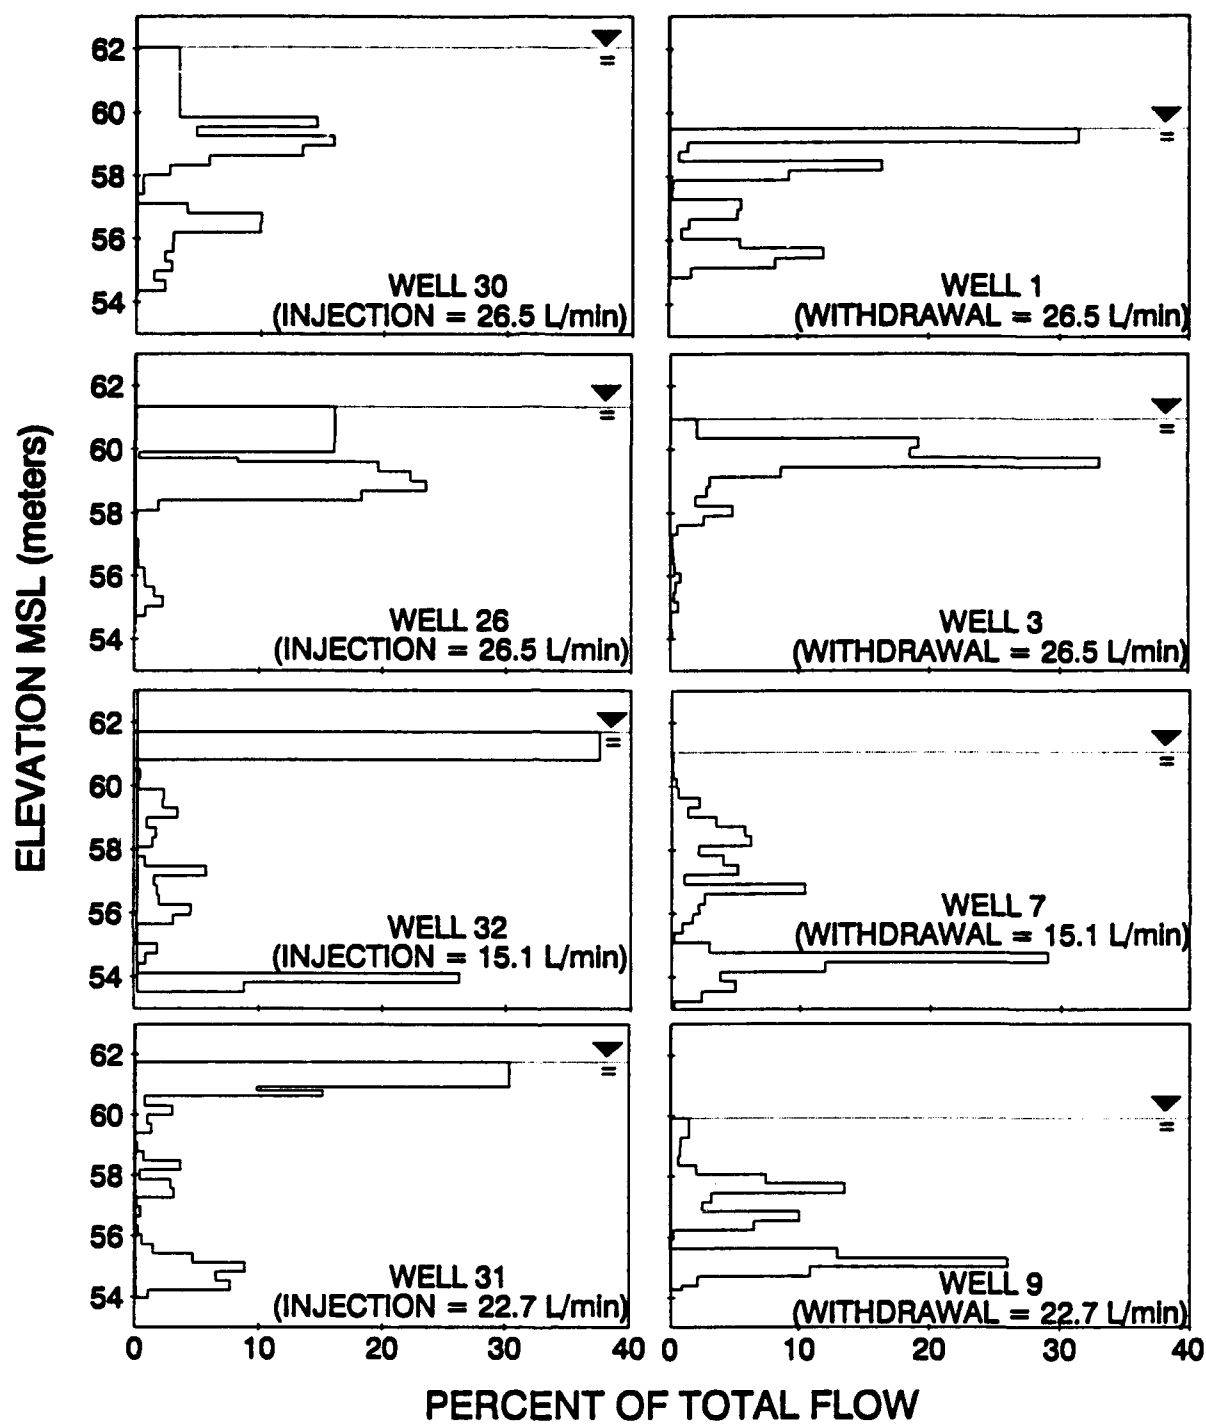 62
60
58
56
54
WELL 30
(INJECTION = 26.5 L/min)
WELL 1
(WITHDRAWAL = 26.5 L/min)
62
60
58
56
54
WELL 26
(INJECTION = 26.5 L/min)
WELL 3
(WITHDRAWAL = 26.5 L/min)
ELEVATION MSL (meters)
62
60
58
56
54
WELL 32
(INJECTION = 15.1 L/min)
WELL 7
(WITHDRAWAL = 15.1 L/min)
62
60
58
56
54
WELL 31
(INJECTION = 22.7 L/min)
WELL 9
(WITHDRAWAL = 22.7 L/min)
0 10 20 30 40
0 10 20 30 40
PERCENT OF TOTAL FLOW